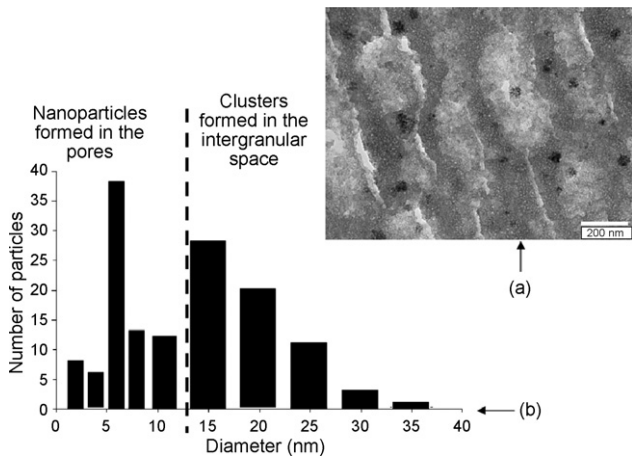 Nanoparticles
formed in the
pores
Clusters
formed in the
intergranular
space
200 nm
(a)
Number of particles
40
35
30
25
20
15
10
5
0
0 5 10 15 20 25 30 35 40
Diameter (nm)
(b)